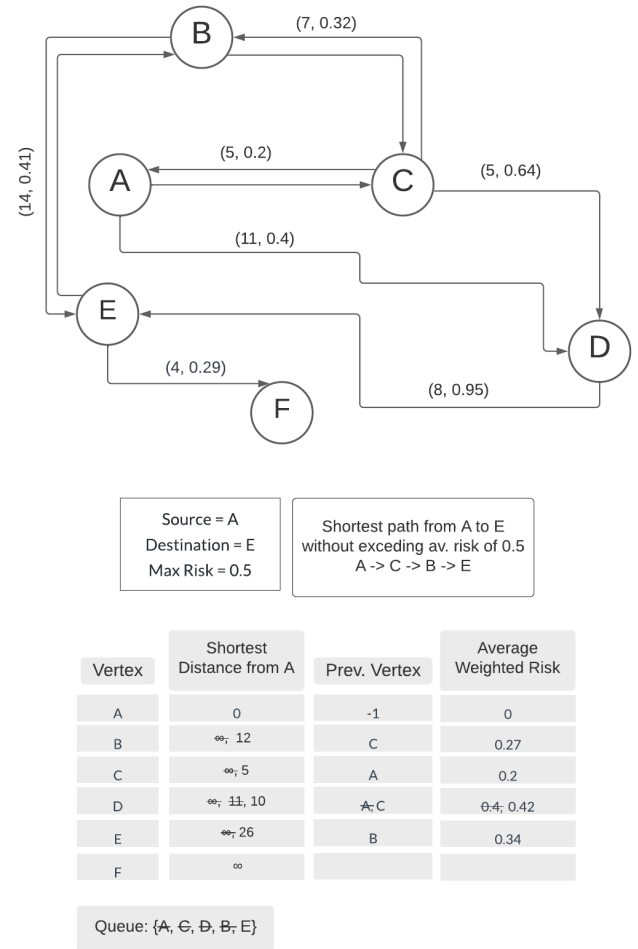 (7, 0.32)
B
(14, 0.41)
(5, 0.2)
(5, 0.64)
A
C
(11, 0.4)
E
D
(4, 0.29)
(8, 0.95)
F
Source = A
Destination = E
Max Risk = 0.5
Shortest path from A to E
without exceding av. risk of 0.5
A -> C -> B -> E
Vertex
Shortest
Distance from A
Prev. Vertex
Average
Weighted Risk
A 0 -1 0
B ∞, 12 C 0.27
C ∞, 5 A 0.2
D ∞, 11, 10 A, C 0.4, 0.42
E ∞, 26 B 0.34
F ∞
Queue: {A, C, D, B, E}